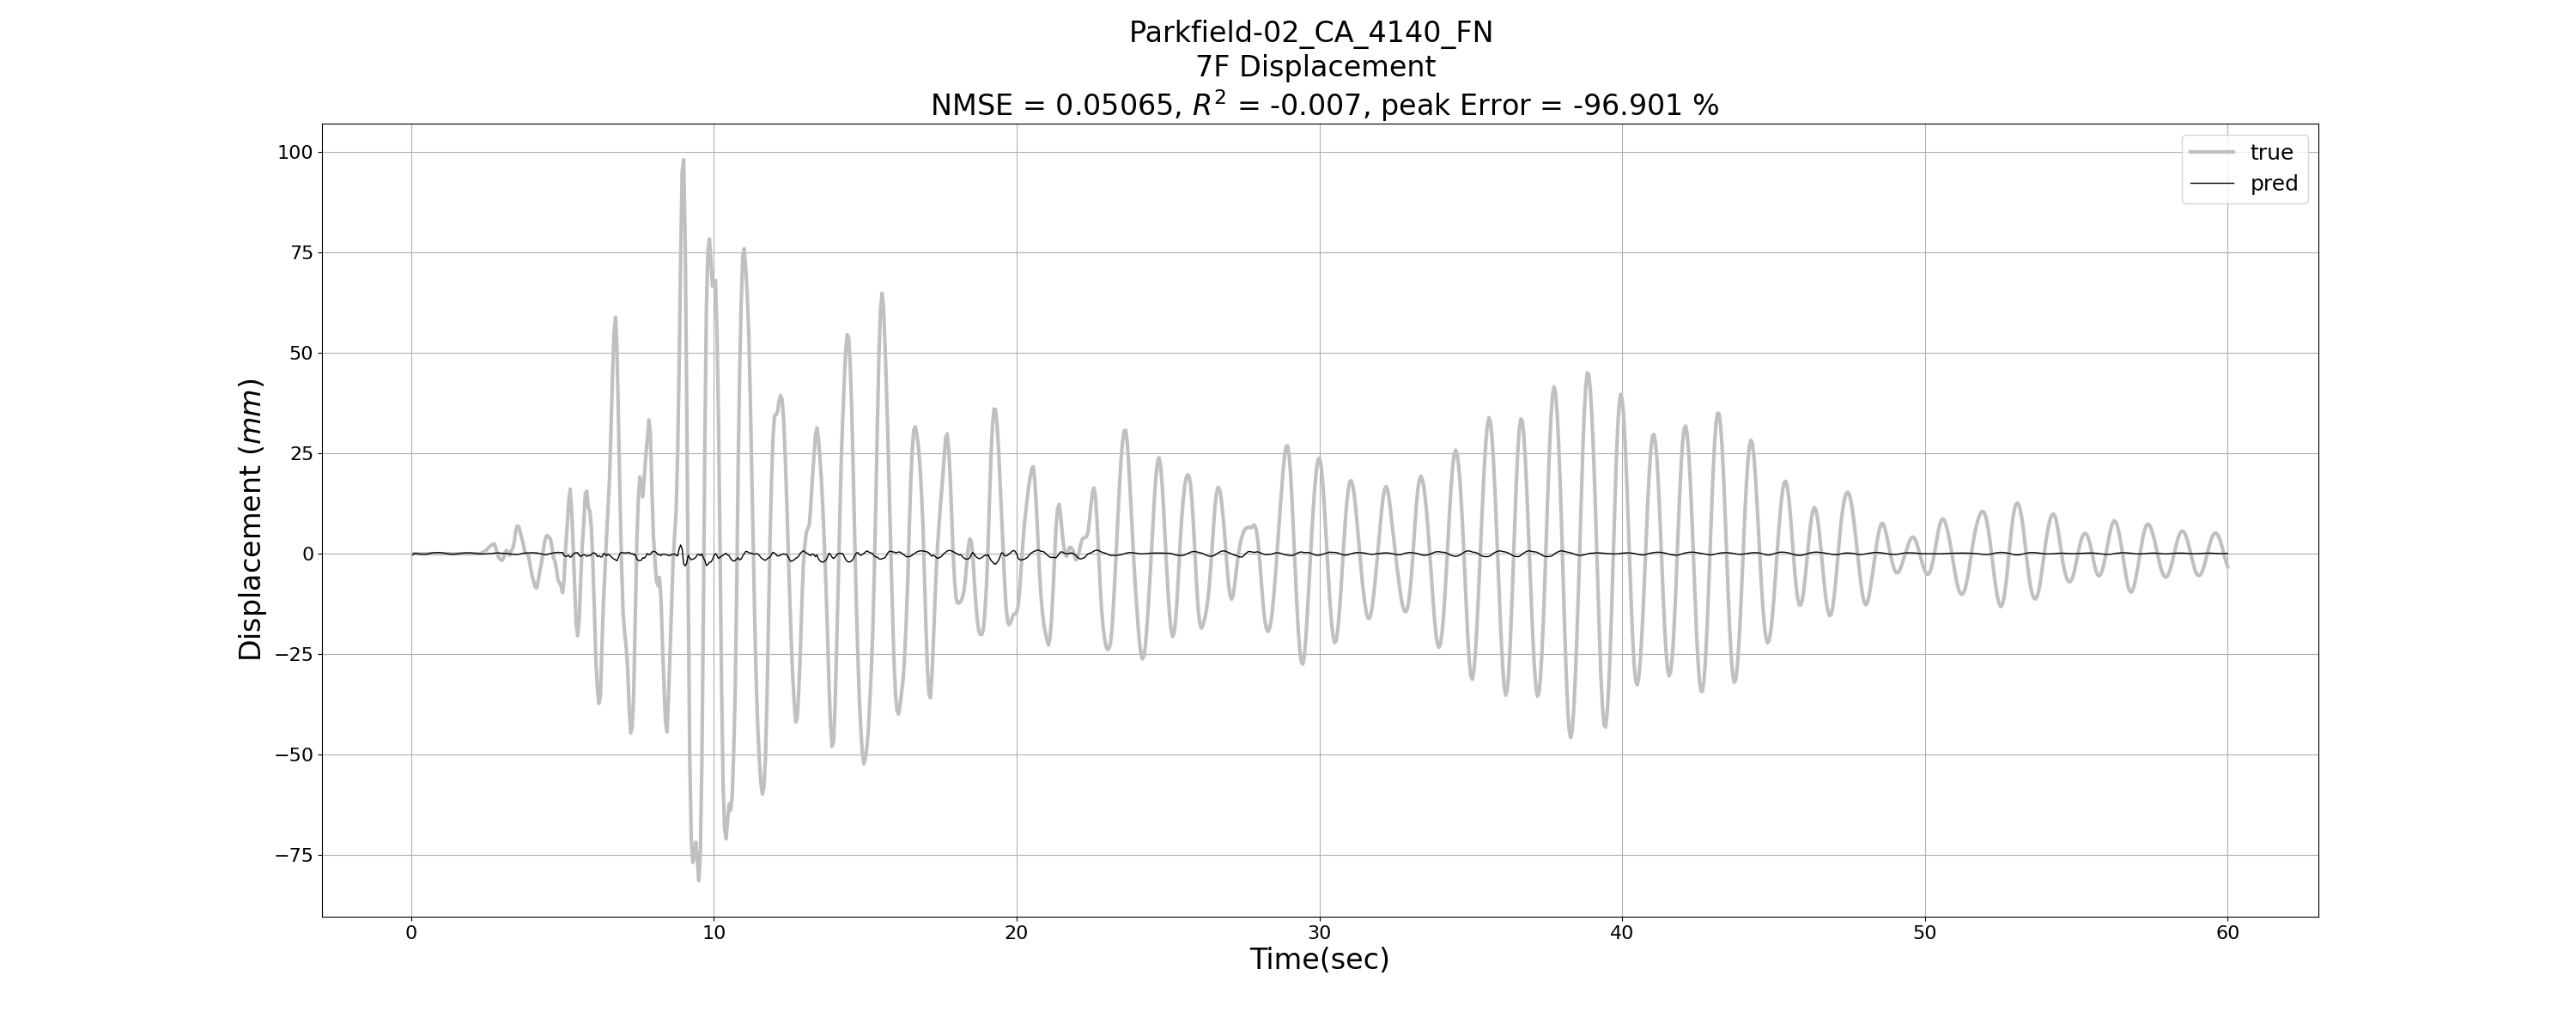 Parkfield-02_CA_4140_FN
7F Displacement
NMSE = 0.05065, R² = -0.007, peak Error = -96.901 %
true
pred
100
75
50
25
0
−25
−50
−75
Displacement (mm)
0 10 20 30 40 50 60
Time(sec)